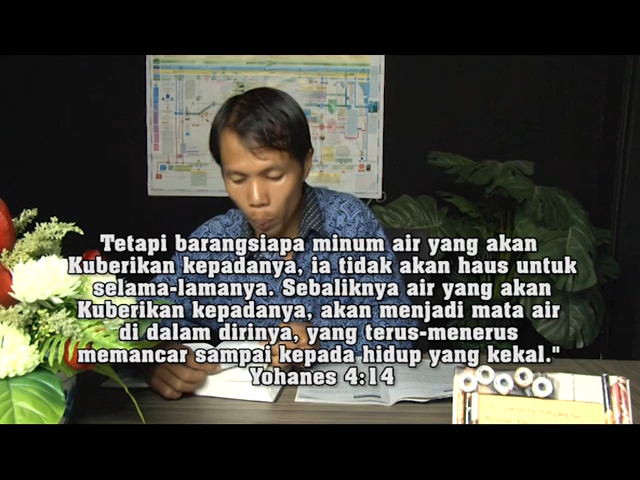 Tetapi barangsiapa minum air yang akan
Kuberikan kepadanya, ia tidak akan haus untuk
selama-lamanya. Sebaliknya air yang akan
Kuberikan kepadanya, akan menjadi mata air
di dalam dirinya, yang terus-menerus
memancar sampai kepada hidup yang kekal."
Yohanes 4:14